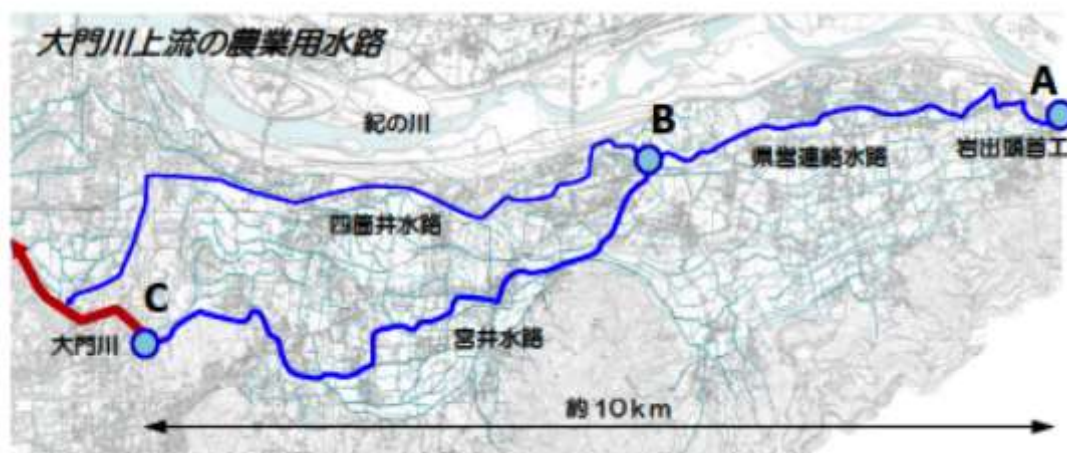 大門川上流の農業用水路
A
紀の川
B
県営連絡水路
岩出頭首工
四箇井水路
C
大門川
宮井水路
約10km